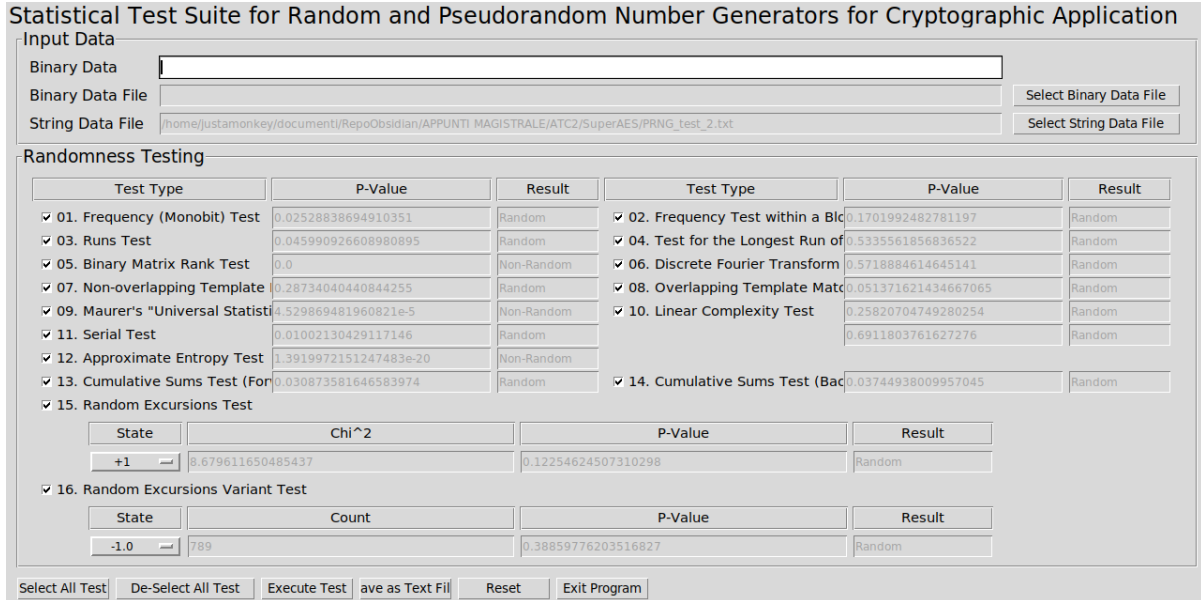 Statistical Test Suite for Random and Pseudorandom Number Generators for Cryptographic Application
Input Data
Binary Data
Binary Data File Select Binary Data File
String Data File /home/justamonkey/documenti/RepoObsidian/APPUNTI MAGISTRALE/ATC2/SuperAES/PRNG_test_2.txt Select String Data File
Randomness Testing
Test Type P-Value Result Test Type P-Value Result
01. Frequency (Monobit) Test 0.02528838694910351 Random 02. Frequency Test within a Blo 0.1701992482781197 Random
03. Runs Test 0.045990926608980895 Random 04. Test for the Longest Run of 0.5335561856836522 Random
05. Binary Matrix Rank Test 0.0 Non-Random 06. Discrete Fourier Transform 0.5718884614645141 Random
07. Non-overlapping Template 0.28734040440844255 Random 08. Overlapping Template Matc 0.051371621434667065 Random
09. Maurer's "Universal Statisti 4.529869481960821e-5 Non-Random 10. Linear Complexity Test 0.25820704749280254 Random
11. Serial Test 0.01002130429117146 Random 0.6911803761627276 Random
12. Approximate Entropy Test 1.3919972151247483e-20 Non-Random
13. Cumulative Sums Test (For 0.030873581646583974 Random 14. Cumulative Sums Test (Bac 0.03744938009957045 Random
15. Random Excursions Test
State Chi^2 P-Value Result
+1 8.679611650485437 0.12254624507310298 Random
16. Random Excursions Variant Test
State Count P-Value Result
-1.0 789 0.38859776203516827 Random
Select All Test De-Select All Test Execute Test ave as Text Fil Reset Exit Program